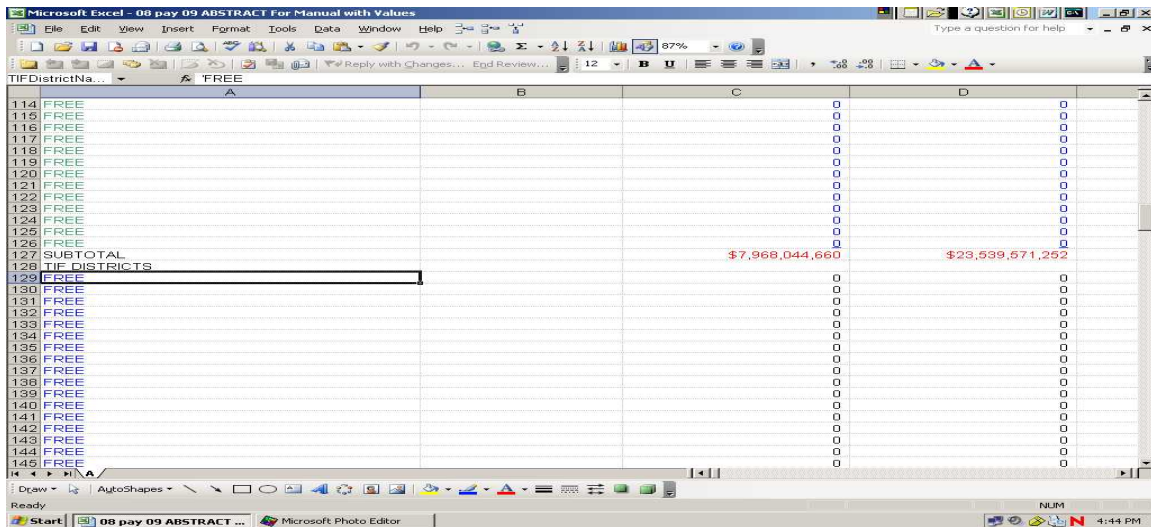 Microsoft Excel - 08 pay 09 ABSTRACT For Manual with Values
File Edit View Insert Format Tools Data Window Help Type a question for help
87%
Reply with Changes... End Review... 12 B U
TIFDistrictNa... fx 'FREE
A B C D
114 FREE 0 0
115 FREE 0 0
116 FREE 0 0
117 FREE 0 0
118 FREE 0 0
119 FREE 0 0
120 FREE 0 0
121 FREE 0 0
122 FREE 0 0
123 FREE 0 0
124 FREE 0 0
125 FREE 0 0
126 FREE 0 0
127 SUBTOTAL $7,968,044,660 $23,539,571,252
128 TIF DISTRICTS
129 FREE 0 0
130 FREE 0 0
131 FREE 0 0
132 FREE 0 0
133 FREE 0 0
134 FREE 0 0
135 FREE 0 0
136 FREE 0 0
137 FREE 0 0
138 FREE 0 0
139 FREE 0 0
140 FREE 0 0
141 FREE 0 0
142 FREE 0 0
143 FREE 0 0
144 FREE 0 0
145 FREE 0 0
A
Draw AutoShapes
Ready NUM
Start 08 pay 09 ABSTRACT ... Microsoft Photo Editor 4:44 PM